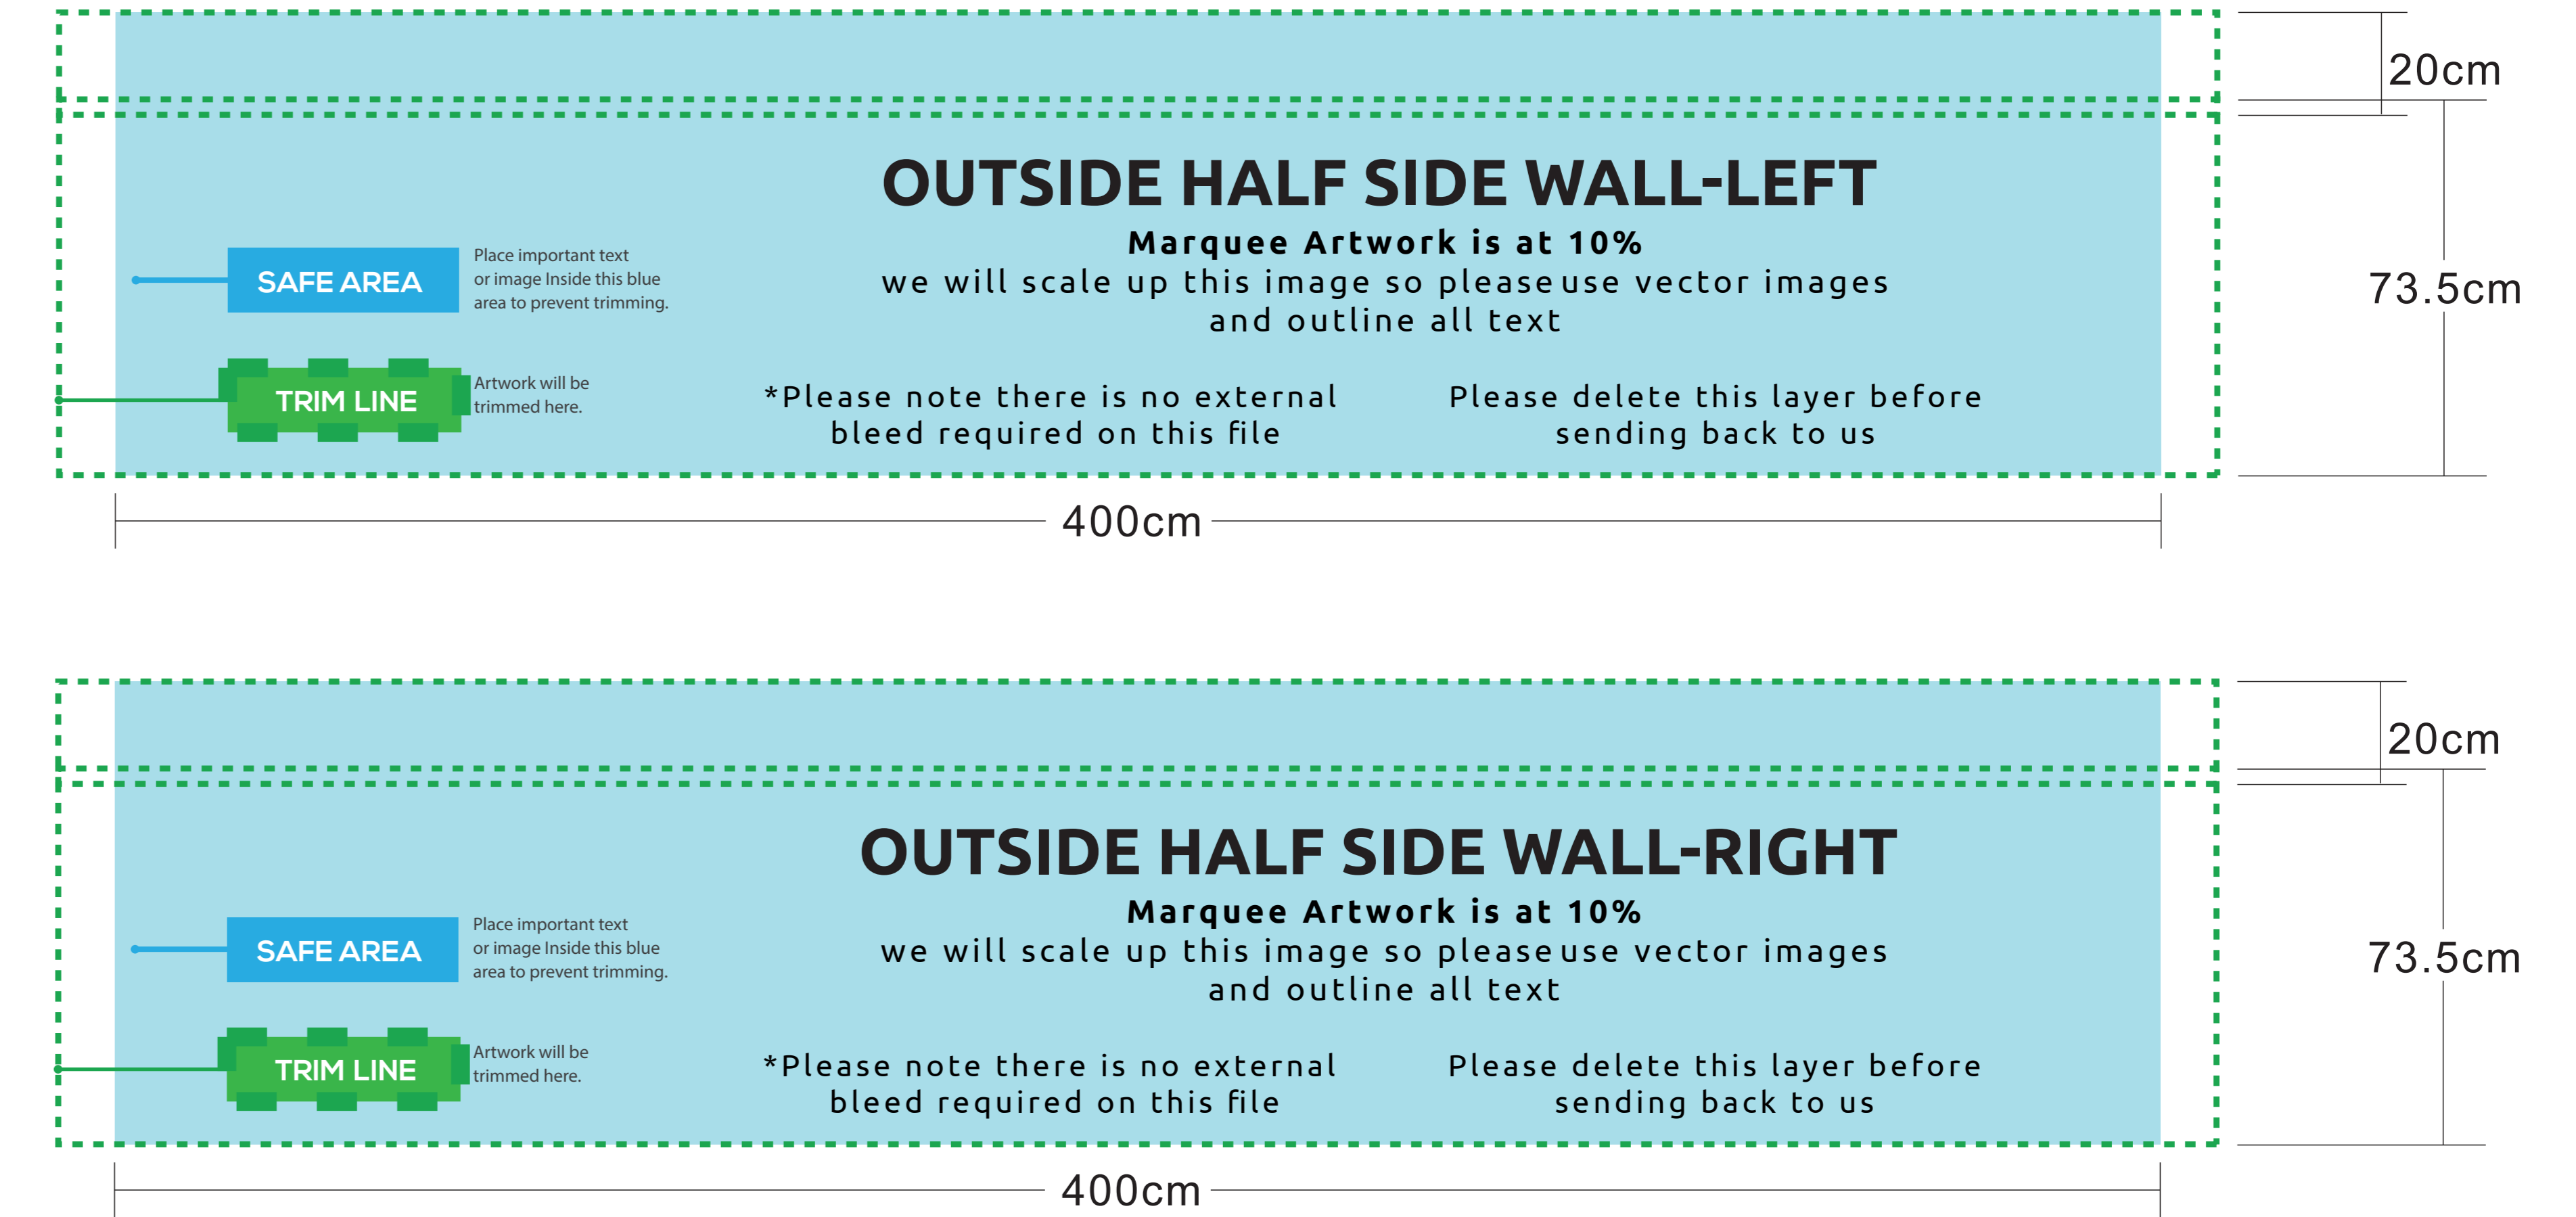 20cm
OUTSIDE HALF SIDE WALL-LEFT
Marquee Artwork is at 10%
we will scale up this image so please use vector images
and outline all text
73.5cm
SAFE AREA
Place important text
or image Inside this blue
area to prevent trimming.
TRIM LINE
Artwork will be
trimmed here.
*Please note there is no external
bleed required on this file
Please delete this layer before
sending back to us
400cm
20cm
OUTSIDE HALF SIDE WALL-RIGHT
Marquee Artwork is at 10%
we will scale up this image so please use vector images
and outline all text
73.5cm
SAFE AREA
Place important text
or image Inside this blue
area to prevent trimming.
TRIM LINE
Artwork will be
trimmed here.
*Please note there is no external
bleed required on this file
Please delete this layer before
sending back to us
400cm